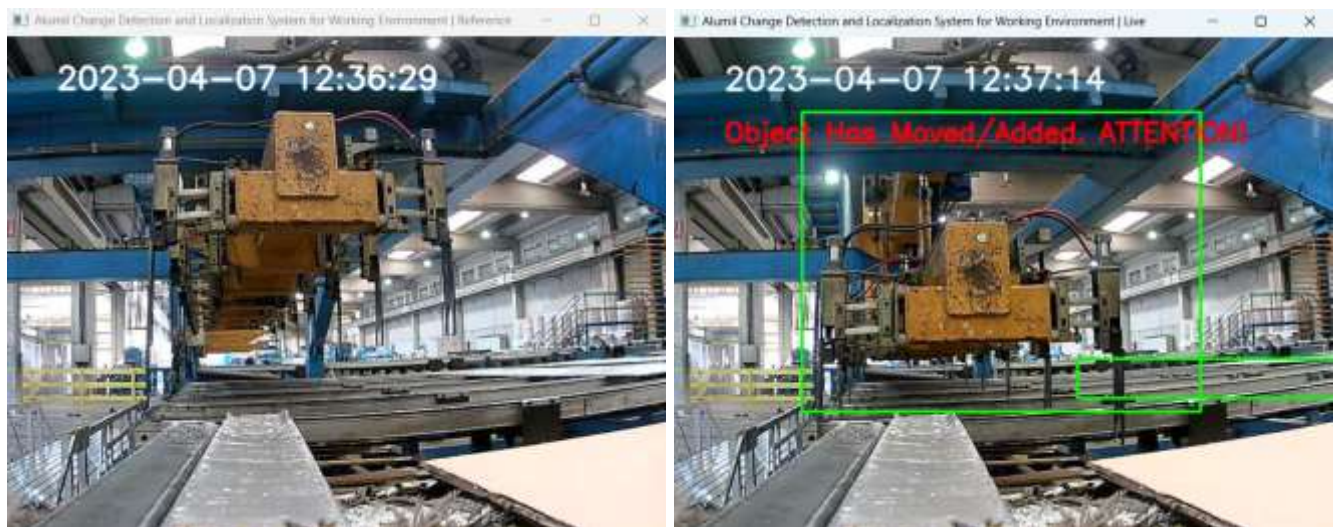 Alumil Change Detection and Localization System for Working Environment | Reference
2023-04-07 12:36:29
Alumil Change Detection and Localization System for Working Environment | Live
2023-04-07 12:37:14
Object Has Moved/Added. ATTENTION!